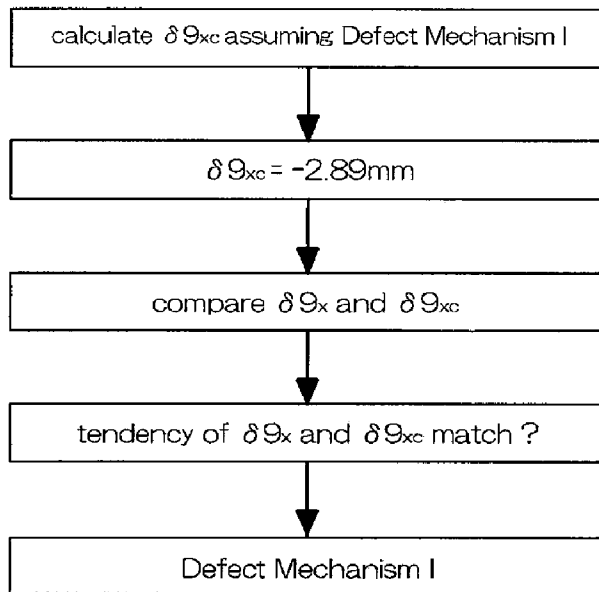 calculate δ9xc assuming Defect Mechanism I
δ9xc = -2.89mm
compare δ9x and δ9xc
tendency of δ9x and δ9xc match ?
Defect Mechanism I